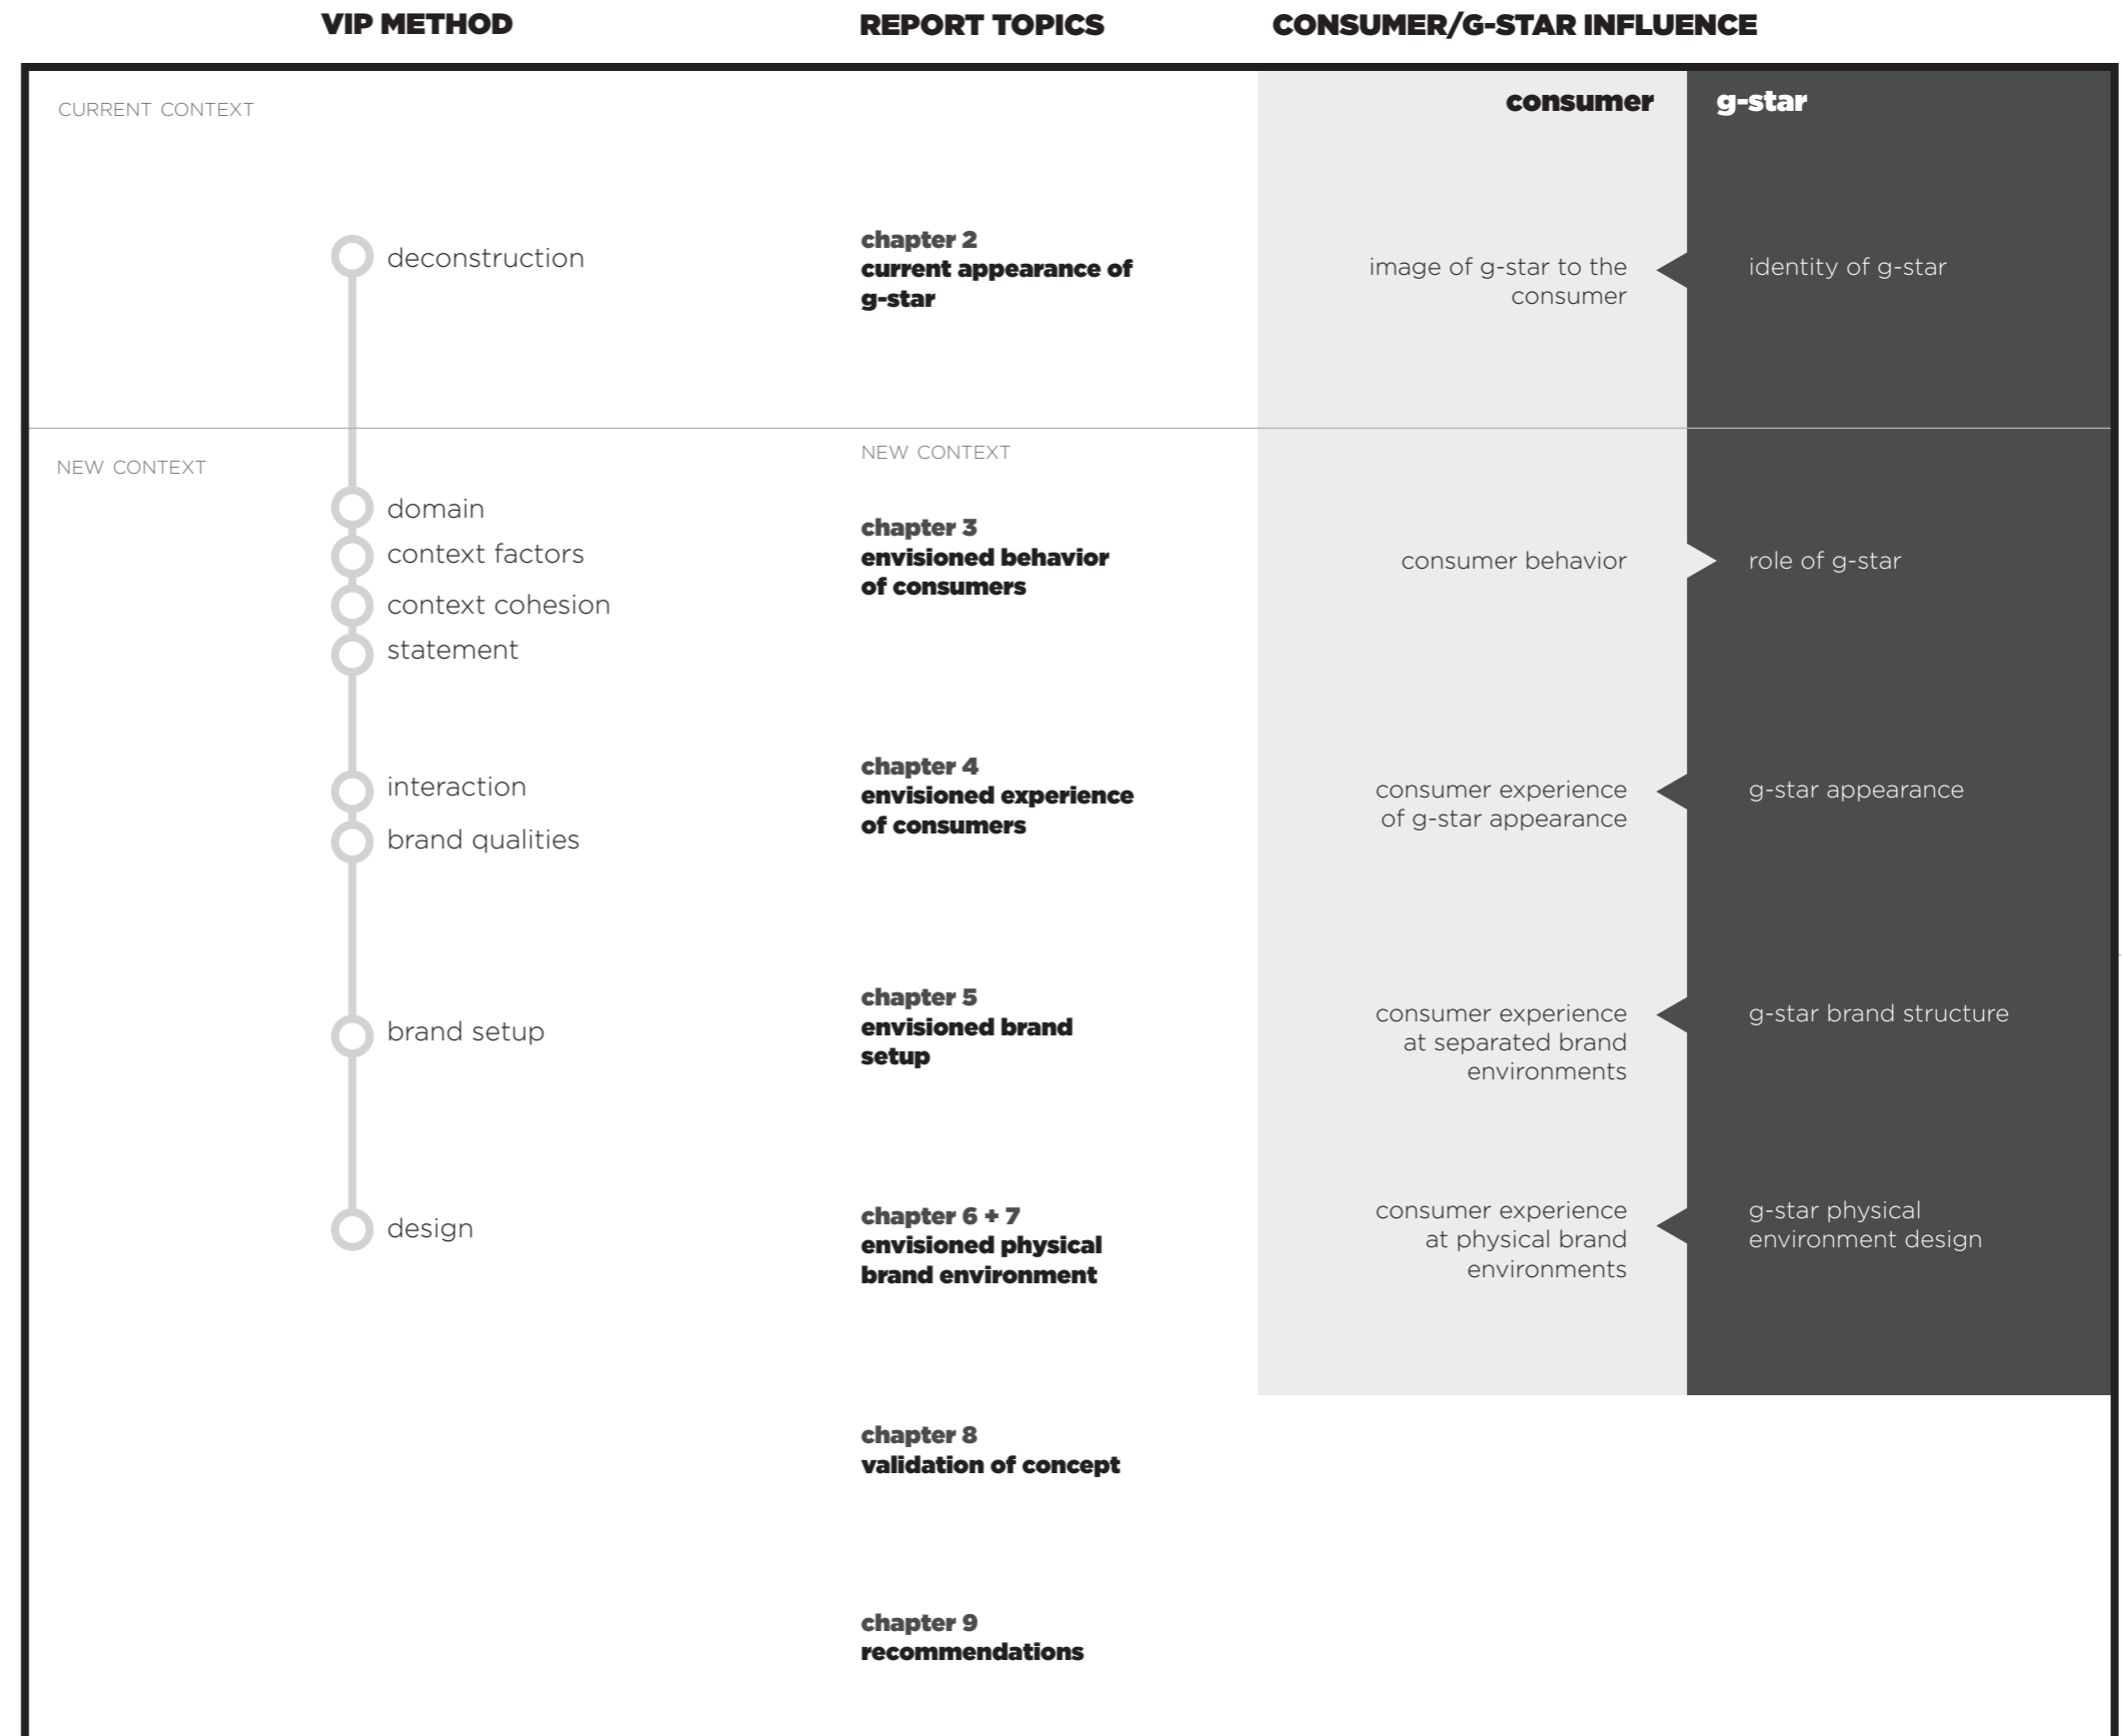 VIP METHOD
REPORT TOPICS
CONSUMER/G-STAR INFLUENCE
CURRENT CONTEXT
consumer
g-star
deconstruction
chapter 2
current appearance of
g-star
image of g-star to the
consumer
identity of g-star
NEW CONTEXT
NEW CONTEXT
domain
context factors
context cohesion
statement
chapter 3
envisioned behavior
of consumers
consumer behavior
role of g-star
interaction
brand qualities
chapter 4
envisioned experience
of consumers
consumer experience
of g-star appearance
g-star appearance
brand setup
chapter 5
envisioned brand
setup
consumer experience
at separated brand
environments
g-star brand structure
design
chapter 6 + 7
envisioned physical
brand environment
consumer experience
at physical brand
environments
g-star physical
environment design
chapter 8
validation of concept
chapter 9
recommendations